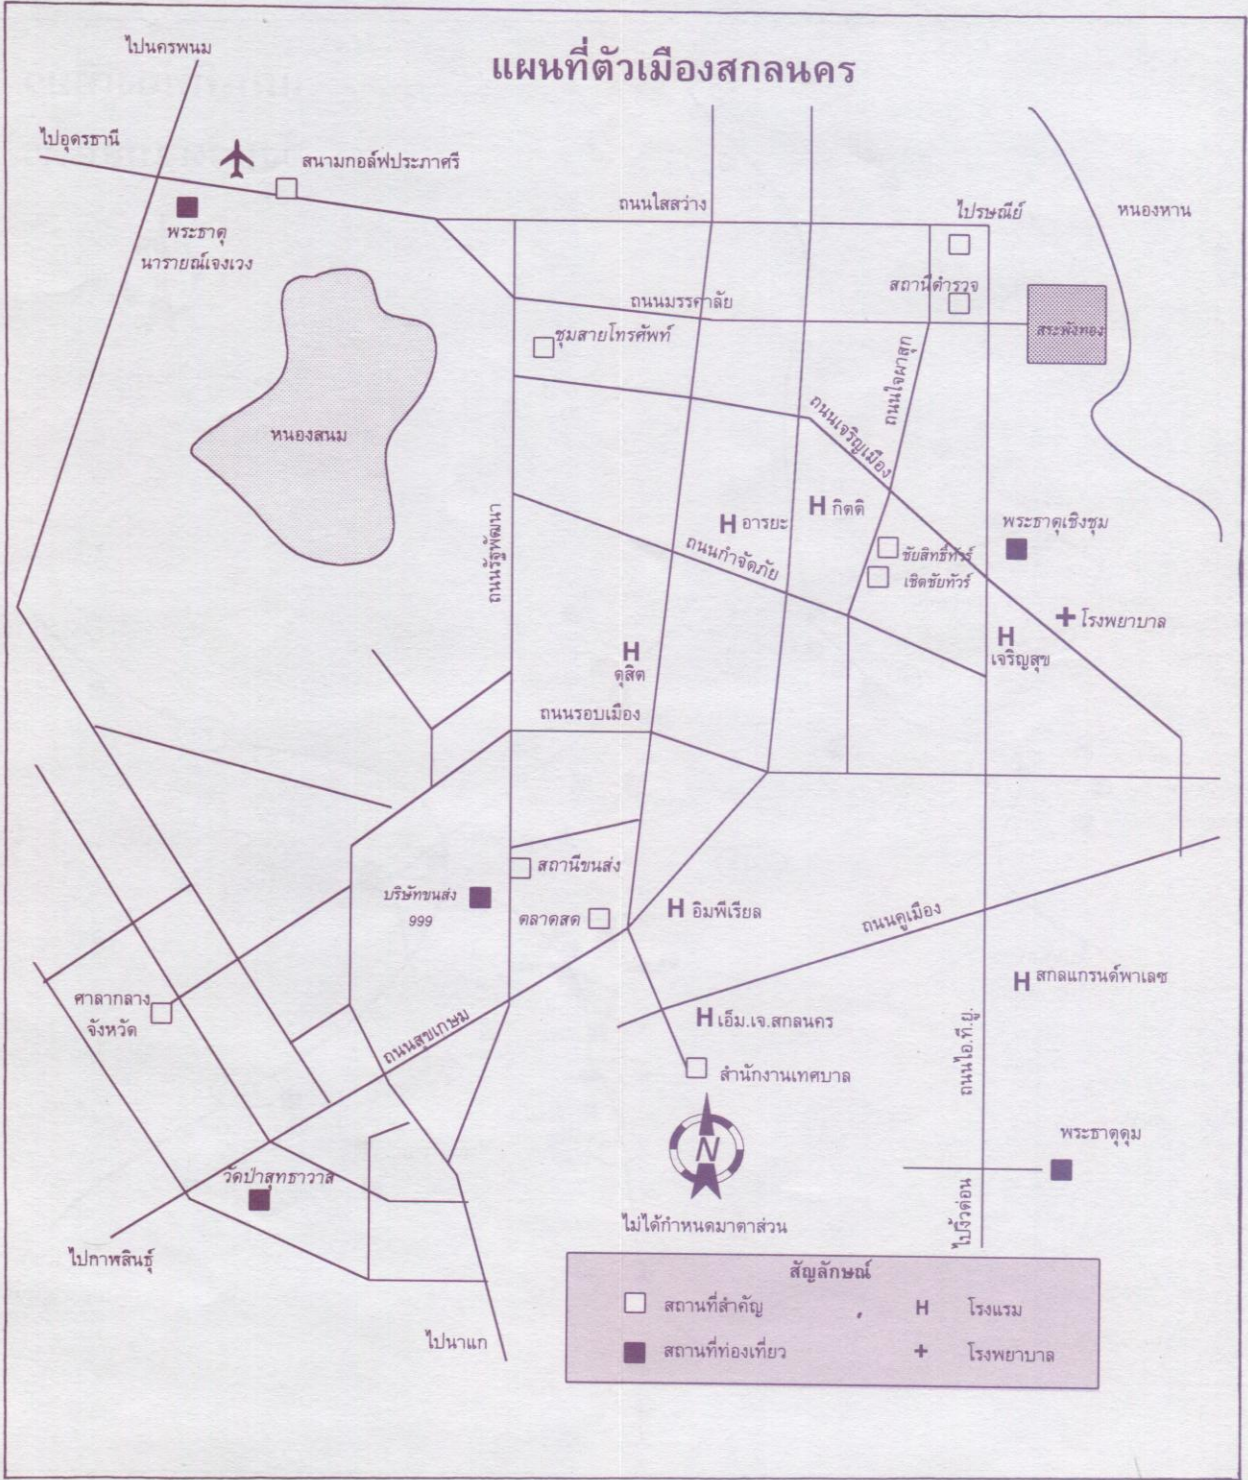 แผนที่ตัวเมืองสกลนคร
ไปนครพนม
ไปอุดรธานี
สนามกอล์ฟประภาศรี
พระธาตุ
นารายณ์เจงเวง
ถนนใสสว่าง
ไปรษณีย์
หนองหาน
สถานีตำรวจ
ถนนมรรคาลัย
สระพังทอง
ชุมสายโทรศัพท์
ถนนใจผาสุก
ถนนเจริญเมือง
หนองสนม
ถนนรัฐพัฒนา
H อารยะ
H กิตติ
พระธาตุเชิงชุม
ถนนกำจัดภัย
ชัยสิทธิ์ทัวร์
เชิดชัยทัวร์
โรงพยาบาล
H
เจริญสุข
H
ดุสิต
ถนนรอบเมือง
สถานีขนส่ง
บริษัทขนส่ง
999
ตลาดสด
H อิมพีเรียล
ถนนคูเมือง
H สกลแกรนด์พาเลซ
ศาลากลาง
จังหวัด
ถนนสุขเกษม
H เอ็ม.เจ.สกลนคร
ถนนไอ.ที.ยู.
สำนักงานเทศบาล
N
พระธาตุดุม
วัดป่าสุทธาวาส
ไม่ได้กำหนดมาตาส่วน
ไปงิ้วด่อน
ไปกาฬสินธุ์
ไปนาแก
สัญลักษณ์
สถานที่สำคัญ
H โรงแรม
สถานที่ท่องเที่ยว
+ โรงพยาบาล